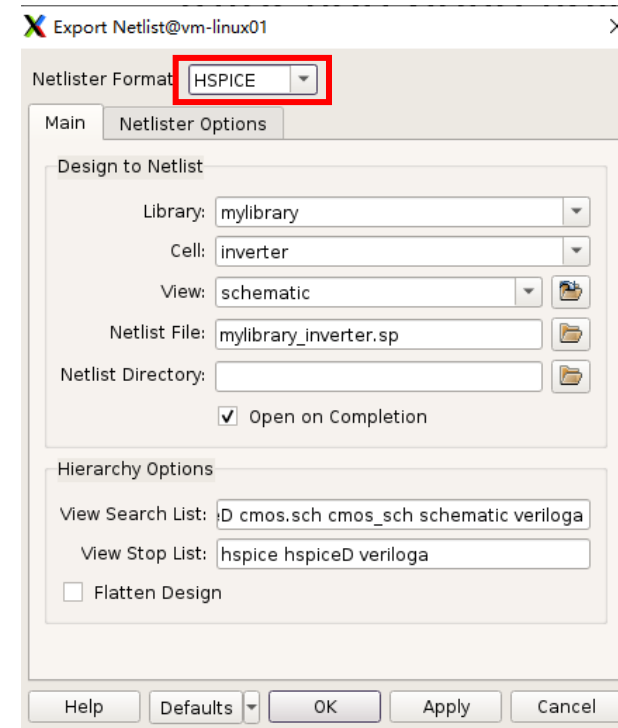 Export Netlist@vm-linux01
Netlister Format HSPICE
Main Netlister Options
Design to Netlist
Library: mylibrary
Cell: inverter
View: schematic
Netlist File: mylibrary_inverter.sp
Netlist Directory:
Open on Completion
Hierarchy Options
View Search List: D cmos.sch cmos_sch schematic veriloga
View Stop List: hspice hspiceD veriloga
Flatten Design
Help Defaults OK Apply Cancel